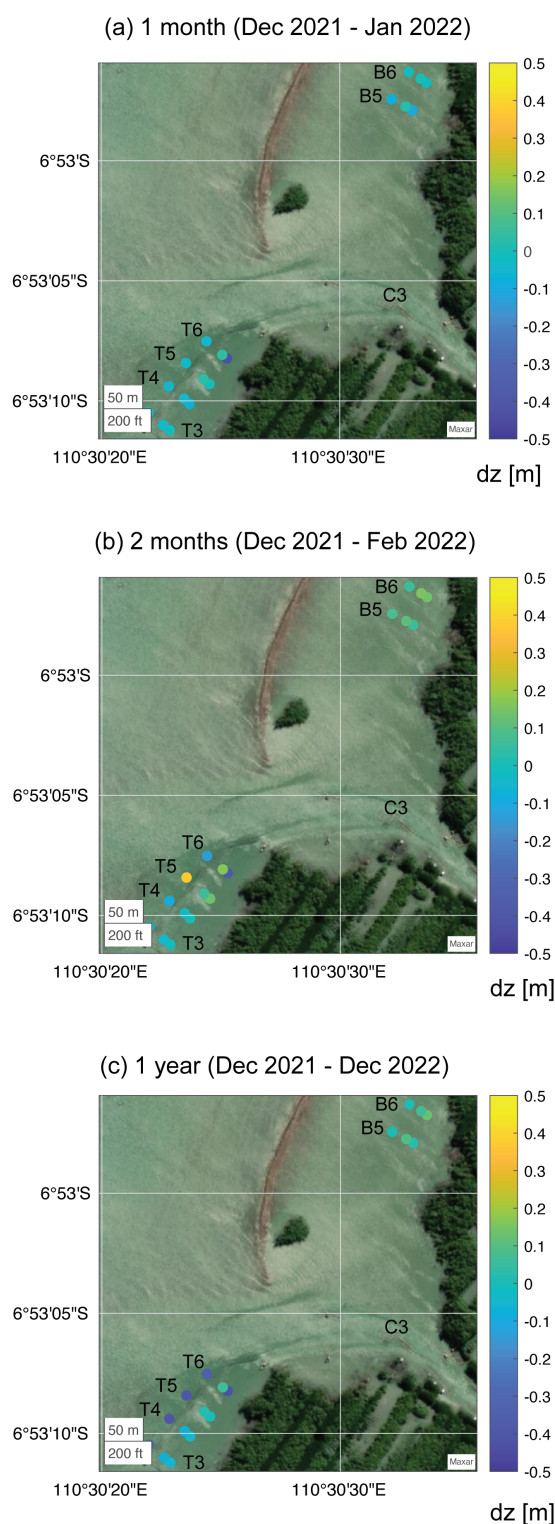 (a) 1 month (Dec 2021 - Jan 2022)
B6
B5
6°53'S
6°53'05"S
C3
T6
T5
T4
6°53'10"S
50 m
200 ft
T3
Maxar
110°30'20"E
110°30'30"E
0.5
0.4
0.3
0.2
0.1
0
-0.1
-0.2
-0.3
-0.4
-0.5
dz [m]
(b) 2 months (Dec 2021 - Feb 2022)
B6
B5
6°53'S
6°53'05"S
C3
T6
T5
T4
6°53'10"S
50 m
200 ft
T3
Maxar
110°30'20"E
110°30'30"E
0.5
0.4
0.3
0.2
0.1
0
-0.1
-0.2
-0.3
-0.4
-0.5
dz [m]
(c) 1 year (Dec 2021 - Dec 2022)
B6
B5
6°53'S
6°53'05"S
C3
T6
T5
T4
6°53'10"S
50 m
200 ft
T3
Maxar
110°30'20"E
110°30'30"E
0.5
0.4
0.3
0.2
0.1
0
-0.1
-0.2
-0.3
-0.4
-0.5
dz [m]